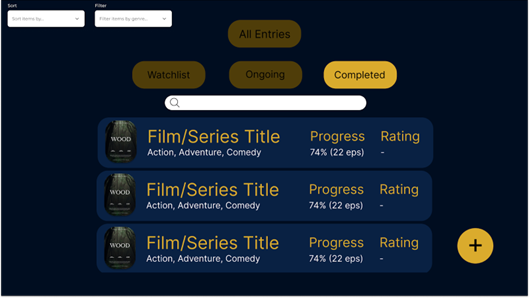 Sort
Filter
Sort items by...
Filter items by genre...
All Entries
Watchlist
Ongoing
Completed
WOOD
Film/Series Title
Action, Adventure, Comedy
Progress
74% (22 eps)
Rating
-
WOOD
Film/Series Title
Action, Adventure, Comedy
Progress
74% (22 eps)
Rating
-
WOOD
Film/Series Title
Action, Adventure, Comedy
Progress
74% (22 eps)
Rating
-
+